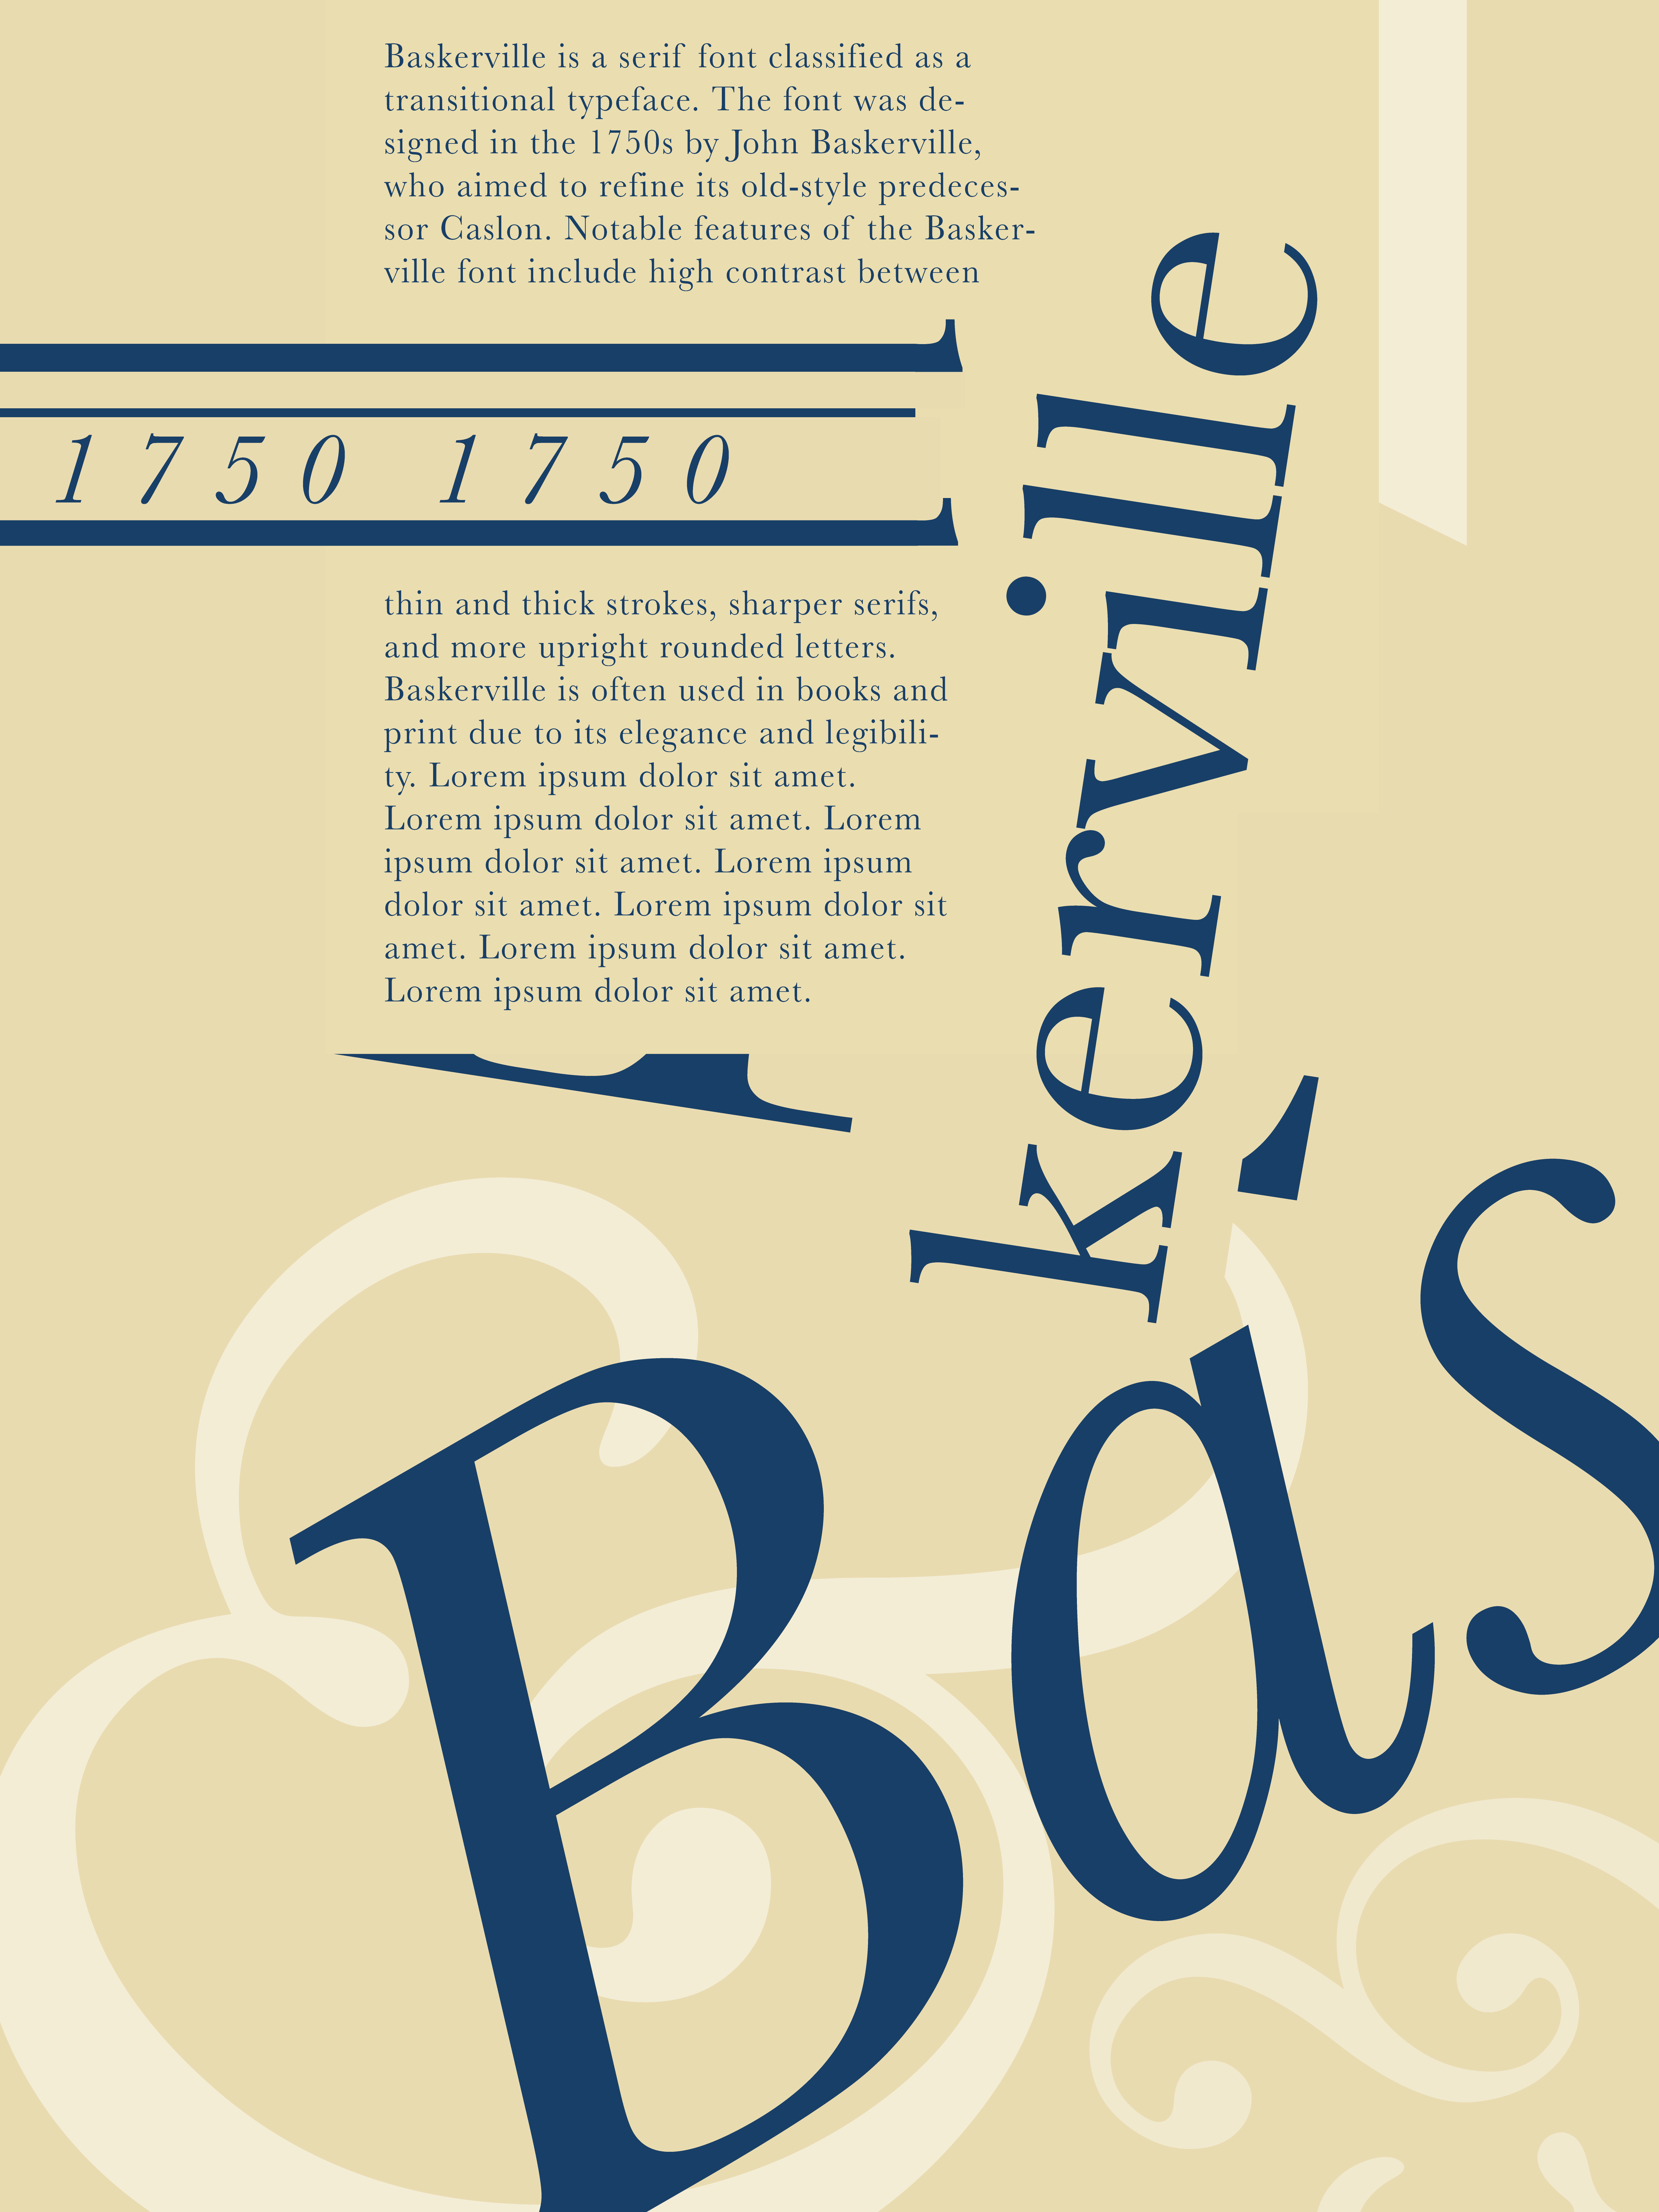 Baskerville is a serif font classified as a
transitional typeface. The font was de-
signed in the 1750s by John Baskerville,
who aimed to refine its old-style predeces-
sor Caslon. Notable features of the Basker-
ville font include high contrast between
1750 1750
thin and thick strokes, sharper serifs,
and more upright rounded letters.
Baskerville is often used in books and
print due to its elegance and legibili-
ty. Lorem ipsum dolor sit amet.
Lorem ipsum dolor sit amet. Lorem
ipsum dolor sit amet. Lorem ipsum
dolor sit amet. Lorem ipsum dolor sit
amet. Lorem ipsum dolor sit amet.
Lorem ipsum dolor sit amet.
Bas
kerville